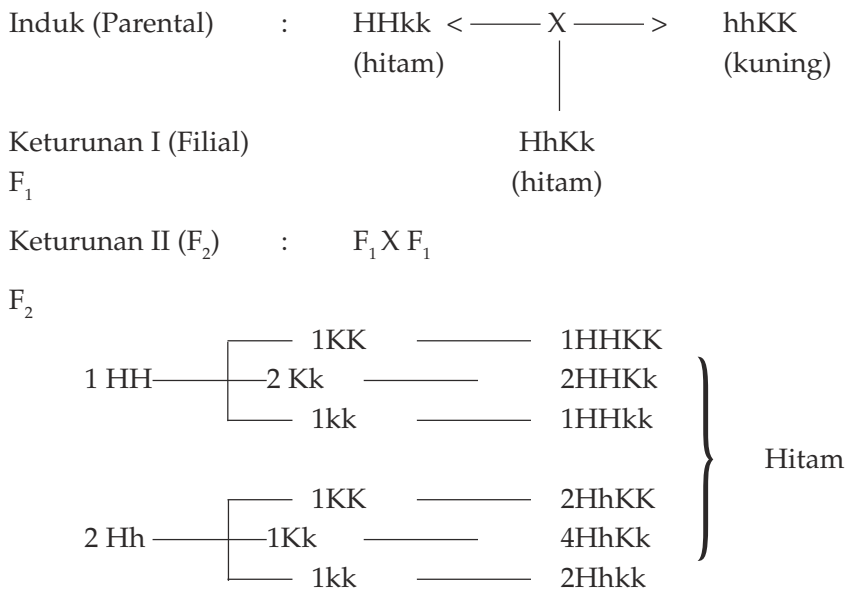 Induk (Parental) : HHkk < X > hhKK
(hitam) (kuning)
Keturunan I (Filial) HhKk
F1 (hitam)
Keturunan II (F2) : F1 X F1
F2
1KK 1HHKK
1 HH 2 Kk 2HHKk
1kk 1HHkk
Hitam
1KK 2HhKK
2 Hh 1Kk 4HhKk
1kk 2Hhkk